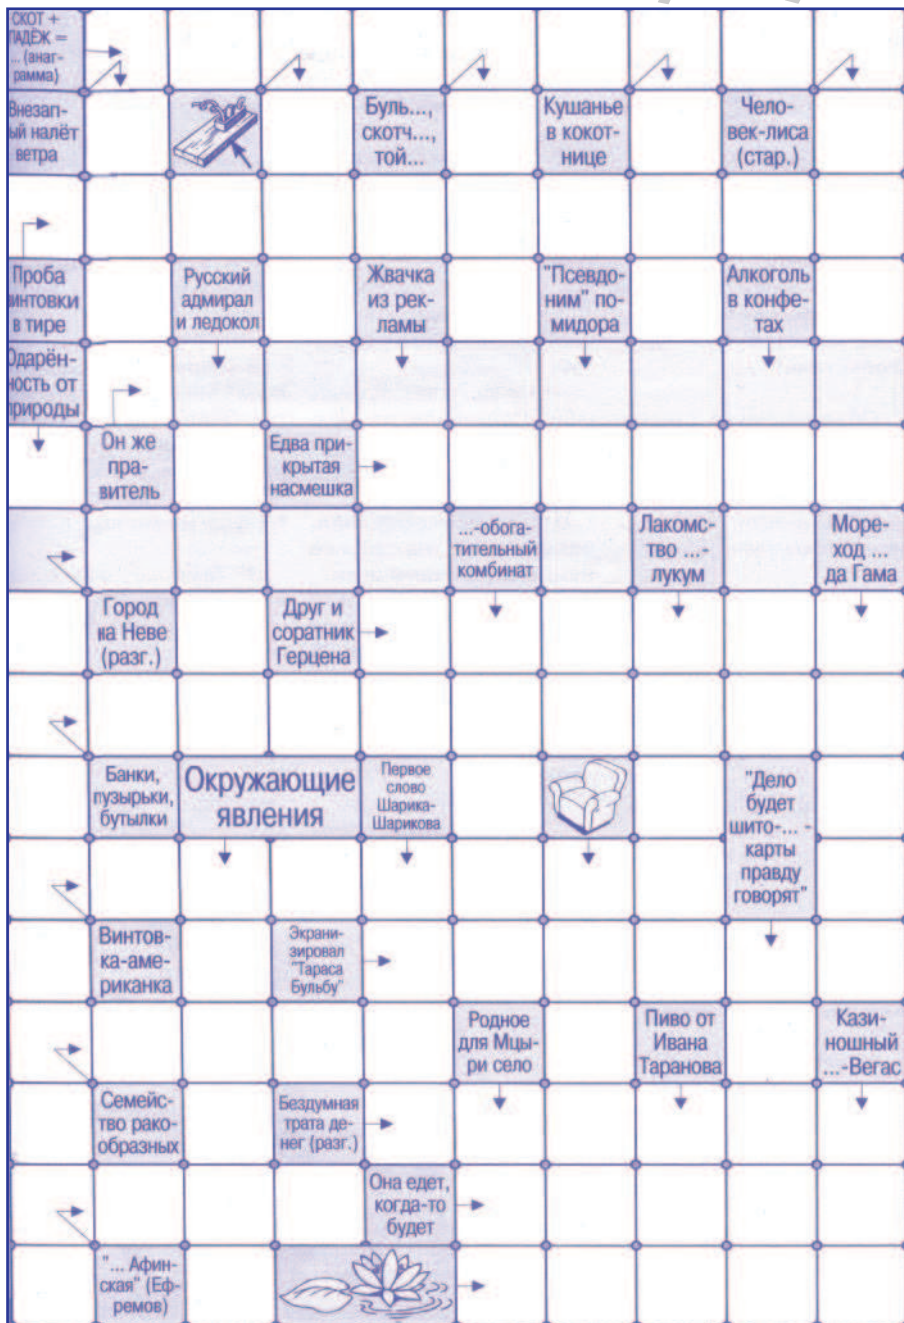 СКОТ +
ПАДЁЖ =
... (анаг-
рамма)
ый налёт
ветра
Буль...,
скотч...,
той...
Кушанье
в кокот-
нице
Чело-
век-лиса
(стар.)
Проба
интовки
в тире
Русский
адмирал
и ледокол
Жвачка
из рек-
ламы
"Псевдо-
ним" по-
мидора
Алкоголь
в конфе-
тах
ность от
природы
Он же
пра-
витель
Едва при-
крытая
насмешка
...-обога-
тительный
комбинат
Лакомс-
тво ...-
лукум
Море-
ход ...
да Гама
Город
на Неве
(разг.)
Друг и
соратник
Герцена
Банки,
пузырьки,
бутылки
Окружающие
явления
Первое
слово
Шарика-
Шарикова
"Дело
будет
шито-... -
карты
правду
говорят"
Винтов-
ка-аме-
риканка
Экрани-
зировал
"Тараса
Бульбу"
Родное
для Мцы-
ри село
Пиво от
Ивана
Таранова
Кази-
ношный
...-Вегас
Семейс-
тво рако-
образных
Бездумная
трата де-
нег (разг.)
Она едет,
когда-то
будет
"... Афин-
ская" (Еф-
ремов)